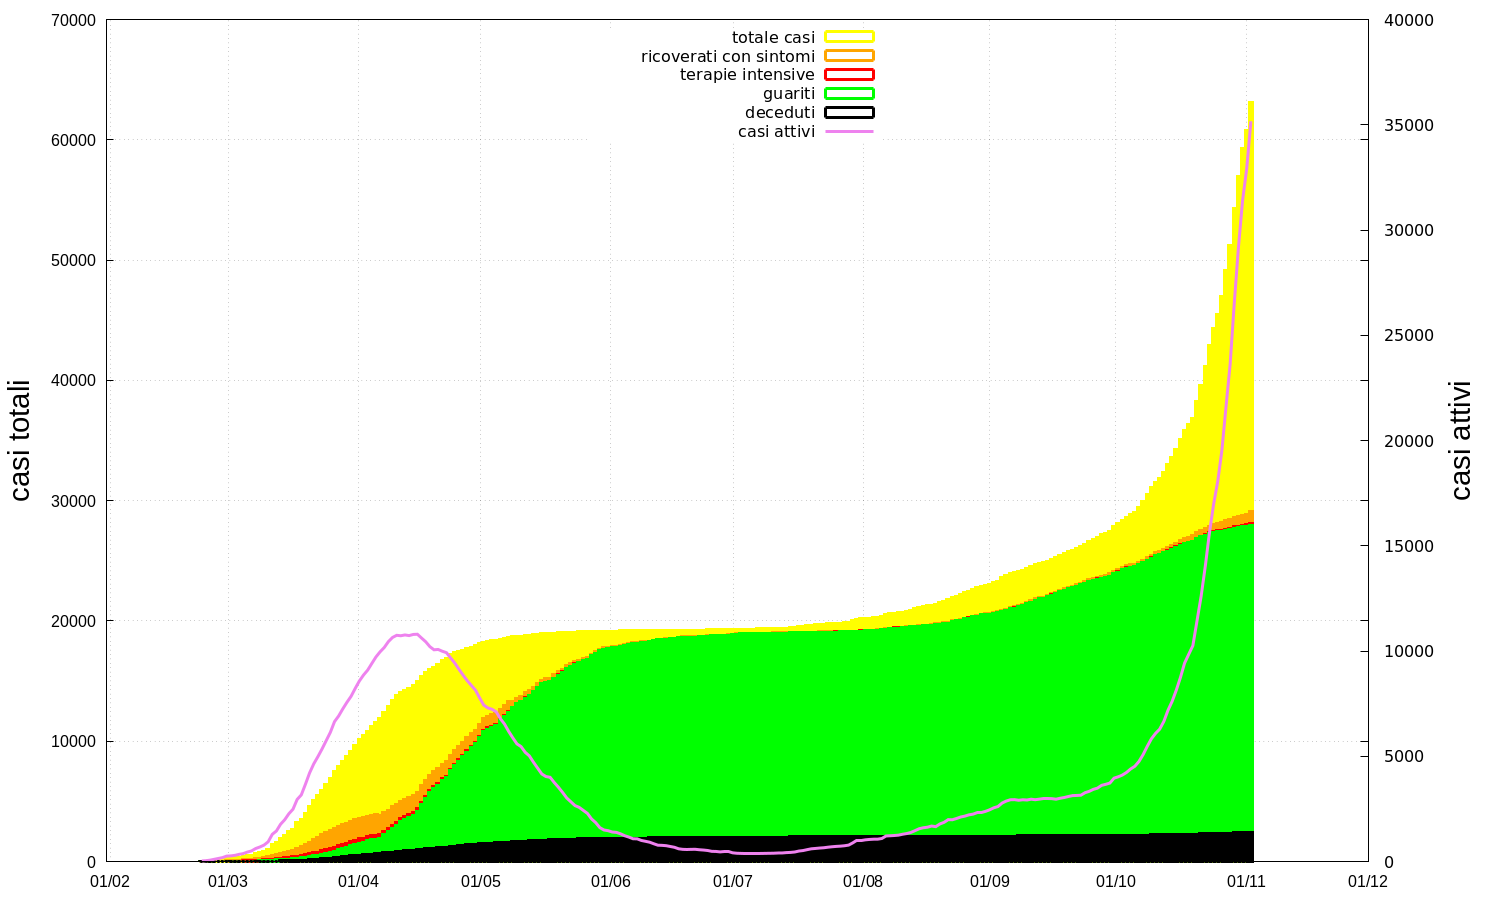 totale casi
ricoverati con sintomi
terapie intensive
guariti
deceduti
casi attivi
casi totali
70000
60000
50000
40000
30000
20000
10000
0
40000
35000
30000
25000
20000
15000
10000
5000
0
casi attivi
01/02 01/03 01/04 01/05 01/06 01/07 01/08 01/09 01/10 01/11 01/12